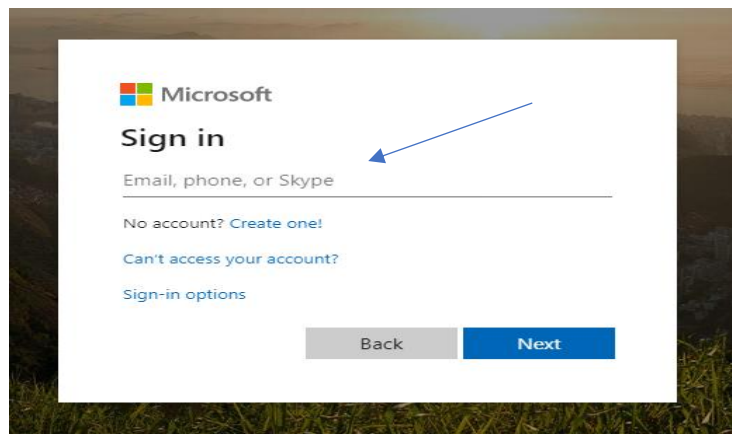 Microsoft
Sign in
Email, phone, or Skype
No account? Create one!
Can't access your account?
Sign-in options
Back Next